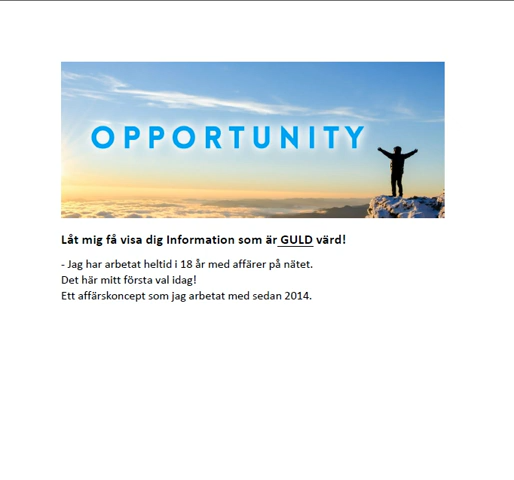 OPPORTUNITY
Låt mig få visa dig Information som är GULD värd!
- Jag har arbetat heltid i 18 år med affärer på nätet.
Det här mitt första val idag!
Ett affärskoncept som jag arbetat med sedan 2014.